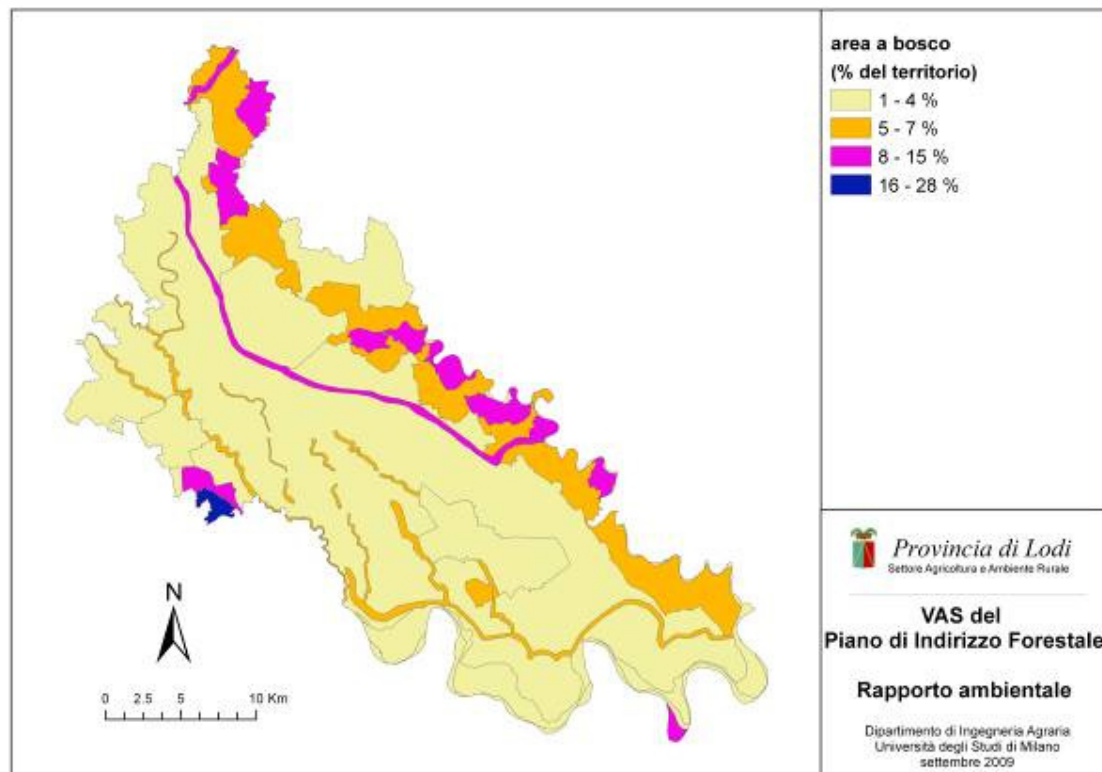 area a bosco
(% del territorio)
1 - 4 %
5 - 7 %
8 - 15 %
16 - 28 %
N
0 2.5 5 10 Km
Provincia di Lodi
Settore Agricoltura e Ambiente Rurale
VAS del
Piano di Indirizzo Forestale
Rapporto ambientale
Dipartimento di Ingegneria Agraria
Università degli Studi di Milano
settembre 2009